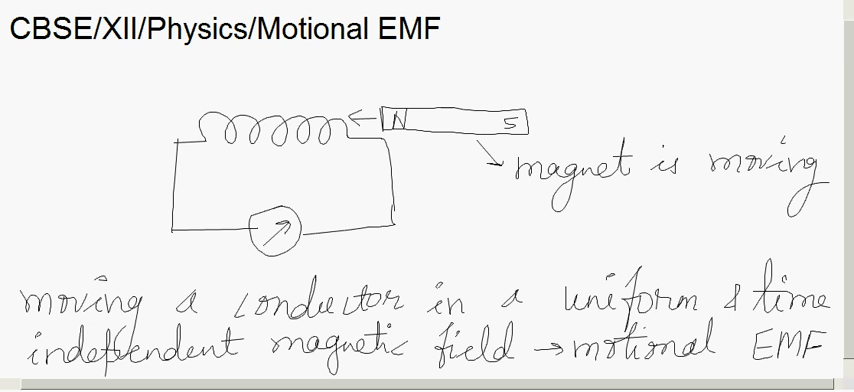 CBSE/XII/Physics/Motional EMF
N S
magnet is moving
moving a conductor in a uniform & time
independent magnetic field → motional EMF